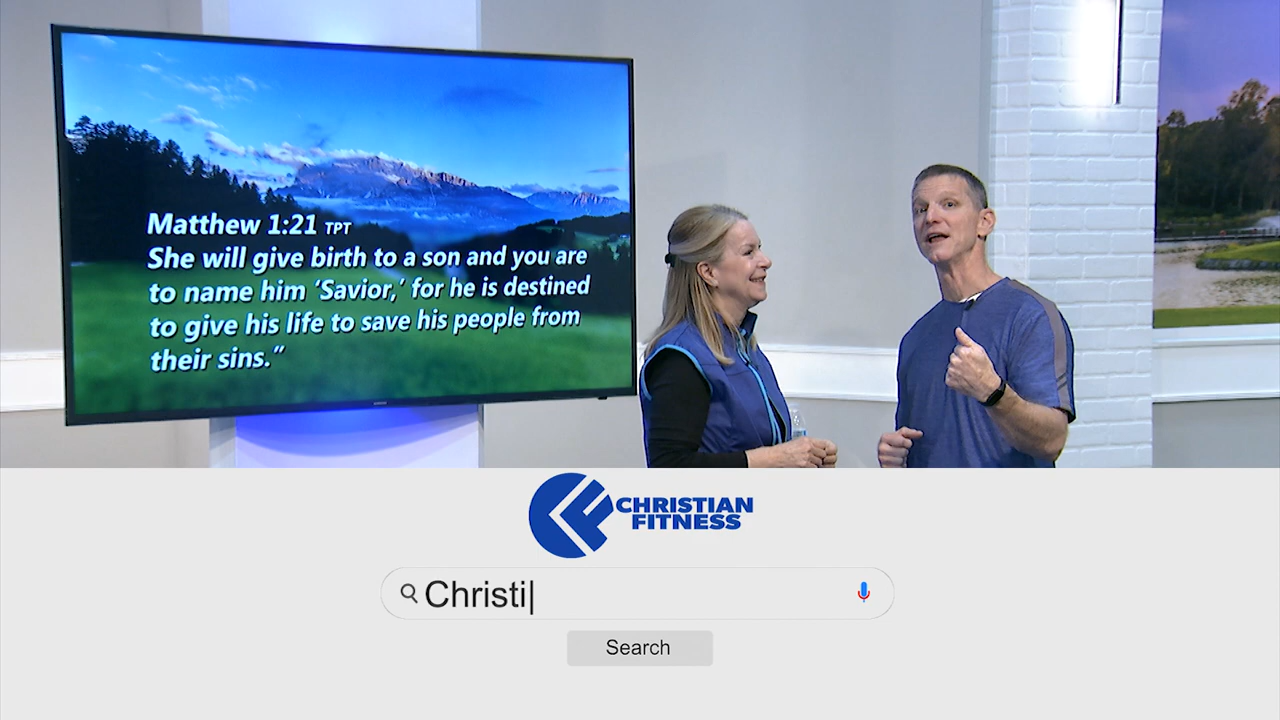 Matthew 1:21 TPT
She will give birth to a son and you are
to name him ‘Savior,’ for he is destined
to give his life to save his people from
their sins.”
CHRISTIAN
FITNESS
Christi
Search